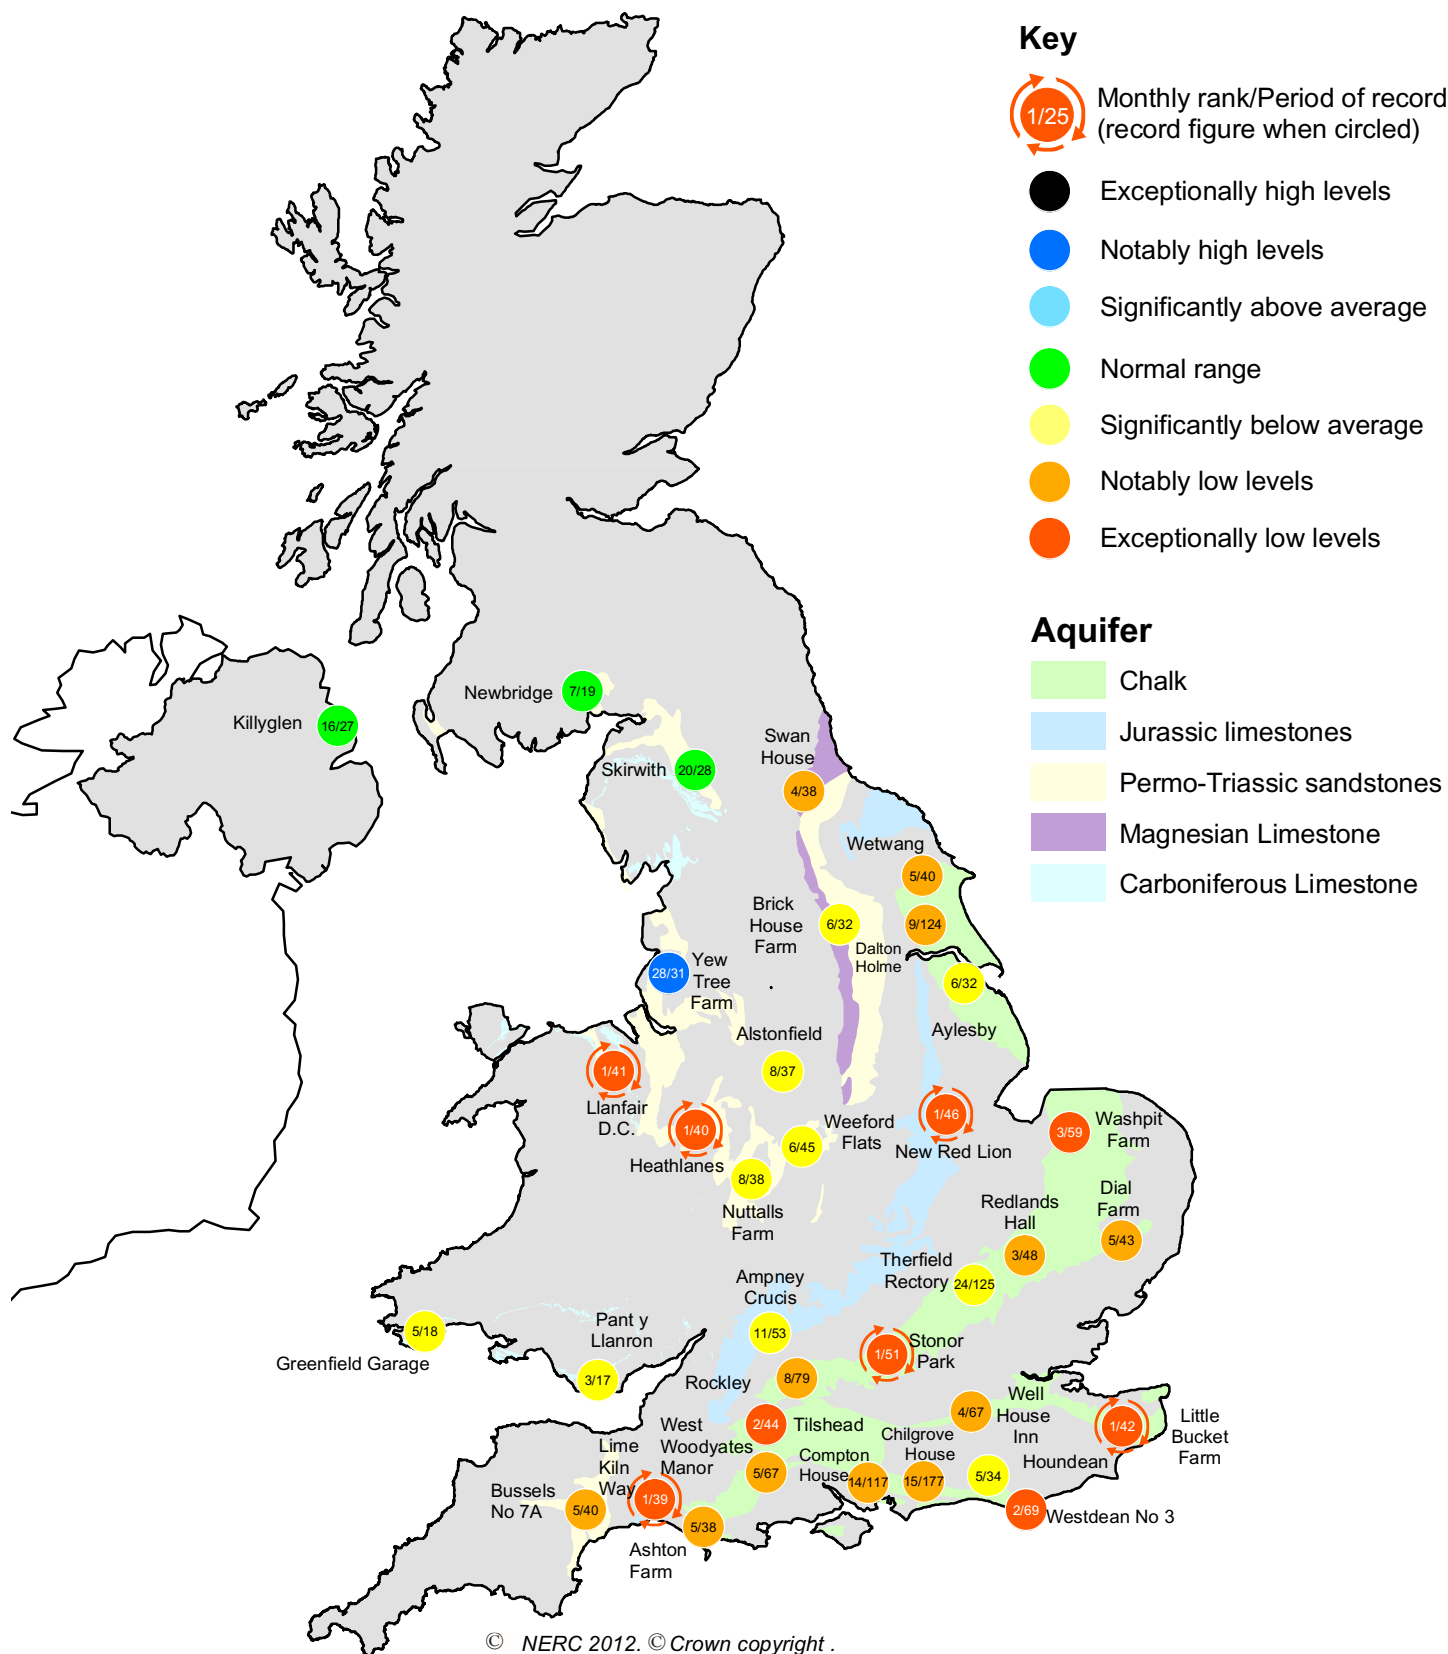 Key
1/25
Monthly rank/Period of record
(record figure when circled)
Exceptionally high levels
Notably high levels
Significantly above average
Normal range
Significantly below average
Notably low levels
Exceptionally low levels
Aquifer
Chalk
Jurassic limestones
Permo-Triassic sandstones
Magnesian Limestone
Carboniferous Limestone
Newbridge
7/19
Killyglen
16/27
Skirwith
20/28
Swan
House
4/38
Wetwang
5/40
Brick
House
Farm
6/32
9/124
Dalton
Holme
28/31
Yew
Tree
Farm
6/32
Aylesby
Alstonfield
8/37
1/41
Llanfair
D.C.
1/40
Heathlanes
6/45
Weeford
Flats
1/46
New Red Lion
3/59
Washpit
Farm
8/38
Nuttalls
Farm
Redlands
Hall
3/48
Dial
Farm
5/43
Therfield
Rectory
24/125
Ampney
Crucis
11/53
5/18
Greenfield Garage
Pant y
Llanron
3/17
1/51
Stonor
Park
Rockley
8/79
2/44
Tilshead
4/67
Well
House
Inn
1/42
Little
Bucket
Farm
West
Woodyates
Manor
5/67
Compton
House
14/117
Chilgrove
House
15/177
5/34
Houndean
2/69
Westdean No 3
Lime
Kiln
Way
1/39
Bussels
No 7A
5/40
5/38
Ashton
Farm
© NERC 2012. © Crown copyright .